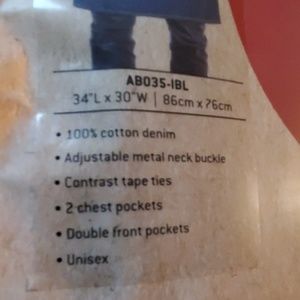 AB035-IBL
34"L x 30"W | 86cm x 76cm
• 100% cotton denim
• Adjustable metal neck buckle
• Contrast tape ties
• 2 chest pockets
• Double front pockets
• Unisex